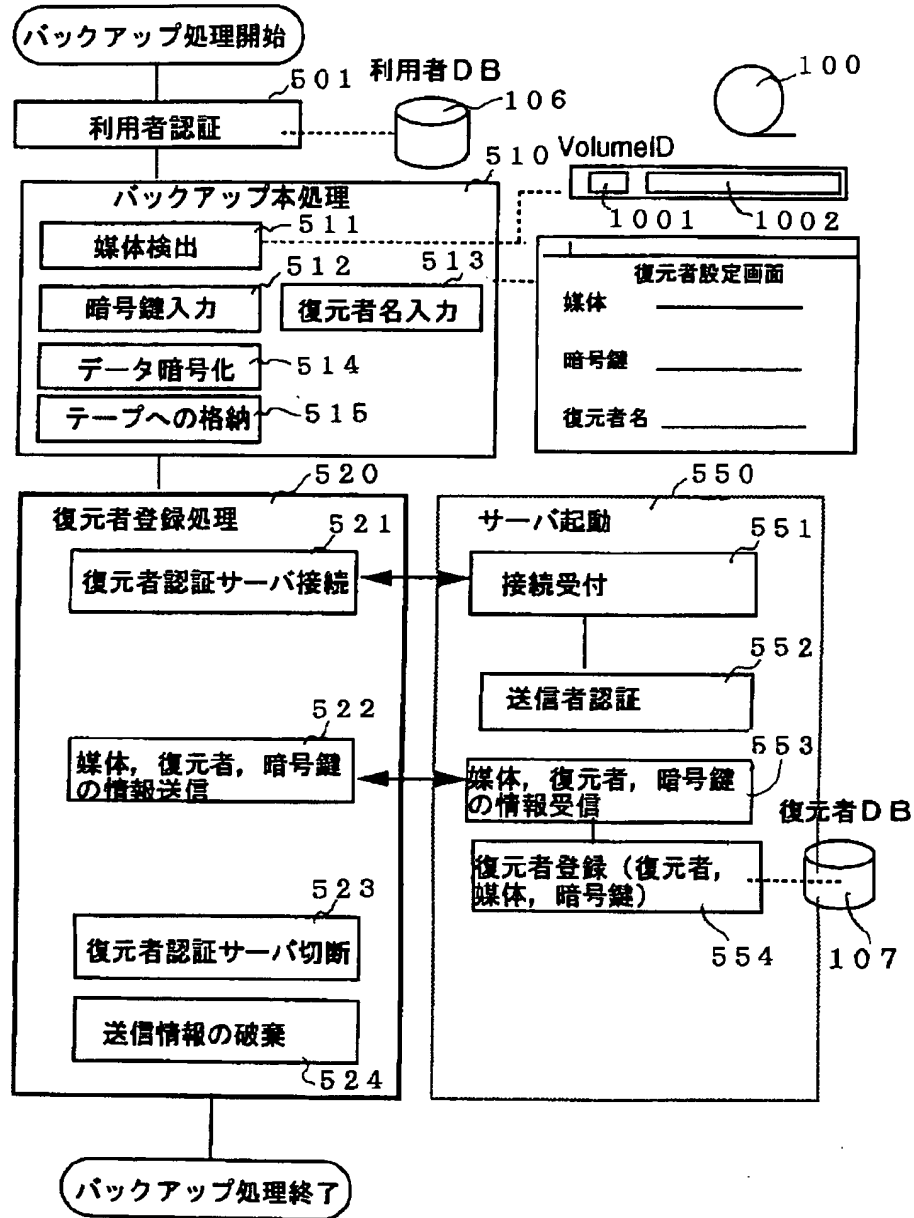 バックアップ処理開始
501
利用者DB
106
100
利用者認証
VolumeID
510
バックアップ本処理
1001
1002
511
媒体検出
512
513
暗号鍵入力
復元者名入力
復元者設定画面
媒体
暗号鍵
復元者名
データ暗号化
514
テープへの格納
515
520
550
復元者登録処理
サーバ起動
521
551
復元者認証サーバ接続
接続受付
552
送信者認証
522
553
媒体，復元者，暗号鍵
の情報送信
媒体，復元者，暗号鍵
の情報受信
復元者DB
復元者登録（復元者，
媒体，暗号鍵）
523
復元者認証サーバ切断
554
107
送信情報の破棄
524
バックアップ処理終了